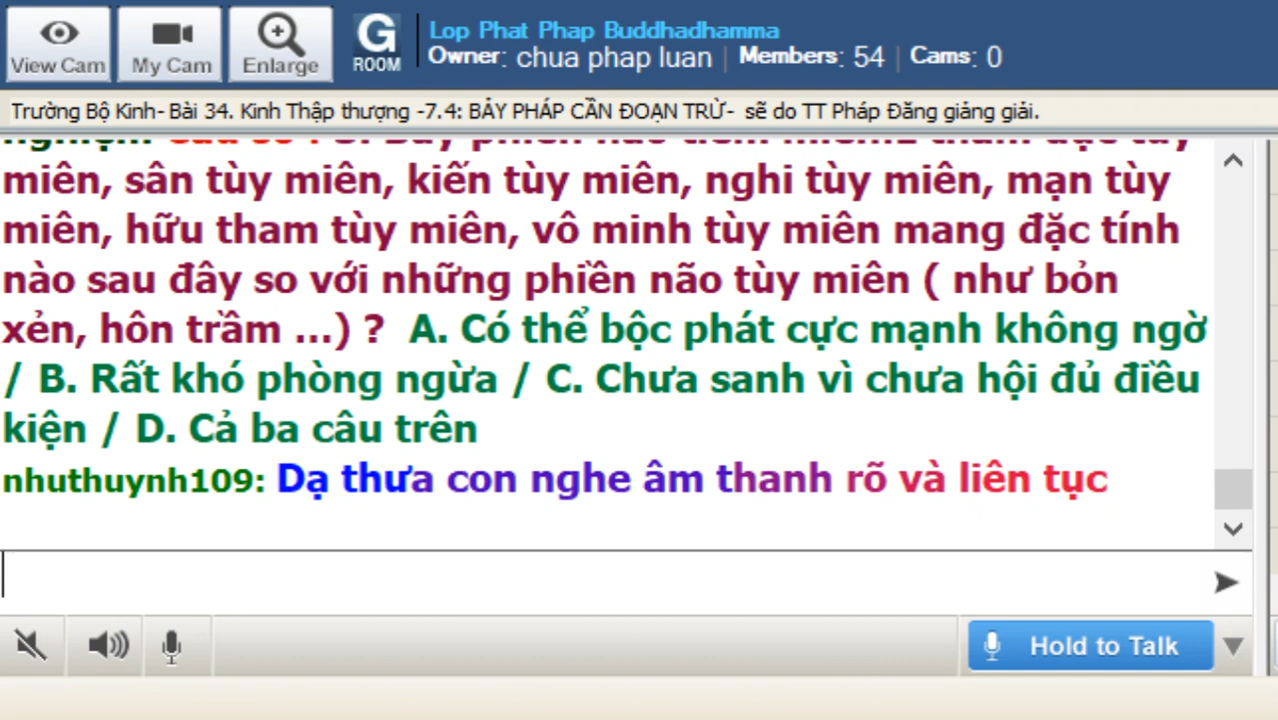 Lop Phat Phap Buddhadhamma
View Cam My Cam Enlarge G ROOM Owner: chua phap luan | Members: 54 | Cams: 0
Trường Bộ Kinh- Bài 34. Kinh Thập thượng -7.4: BẢY PHÁP CẦN ĐOẠN TRỪ- sẽ do TT Pháp Đăng giảng giải.
miên, sân tùy miên, kiến tùy miên, nghi tùy miên, mạn tùy
miên, hữu tham tùy miên, vô minh tùy miên mang đặc tính
nào sau đây so với những phiền não tùy miên ( như bỏn
xẻn, hôn trầm ...) ? A. Có thể bộc phát cực mạnh không ngờ
/ B. Rất khó phòng ngừa / C. Chưa sanh vì chưa hội đủ điều
kiện / D. Cả ba câu trên
nhuthuynh109: Dạ thưa con nghe âm thanh rõ và liên tục
Hold to Talk